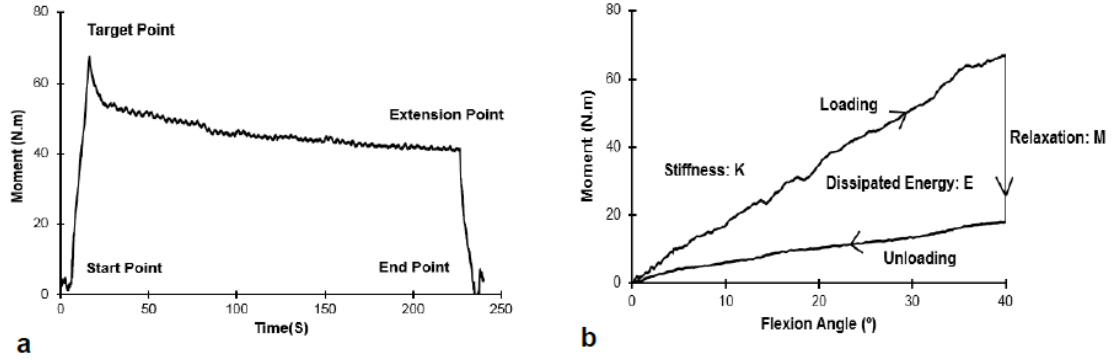 80
Target Point
60
Extension Point
40
Moment (N.m)
20
Start Point
End Point
0
0 50 100 150 200 250
Time(S)
a
80
60
Loading
Relaxation: M
40
Moment (N.m)
Stiffness: K
Dissipated Energy: E
20
Unloading
0
0 10 20 30 40
Flexion Angle (º)
b